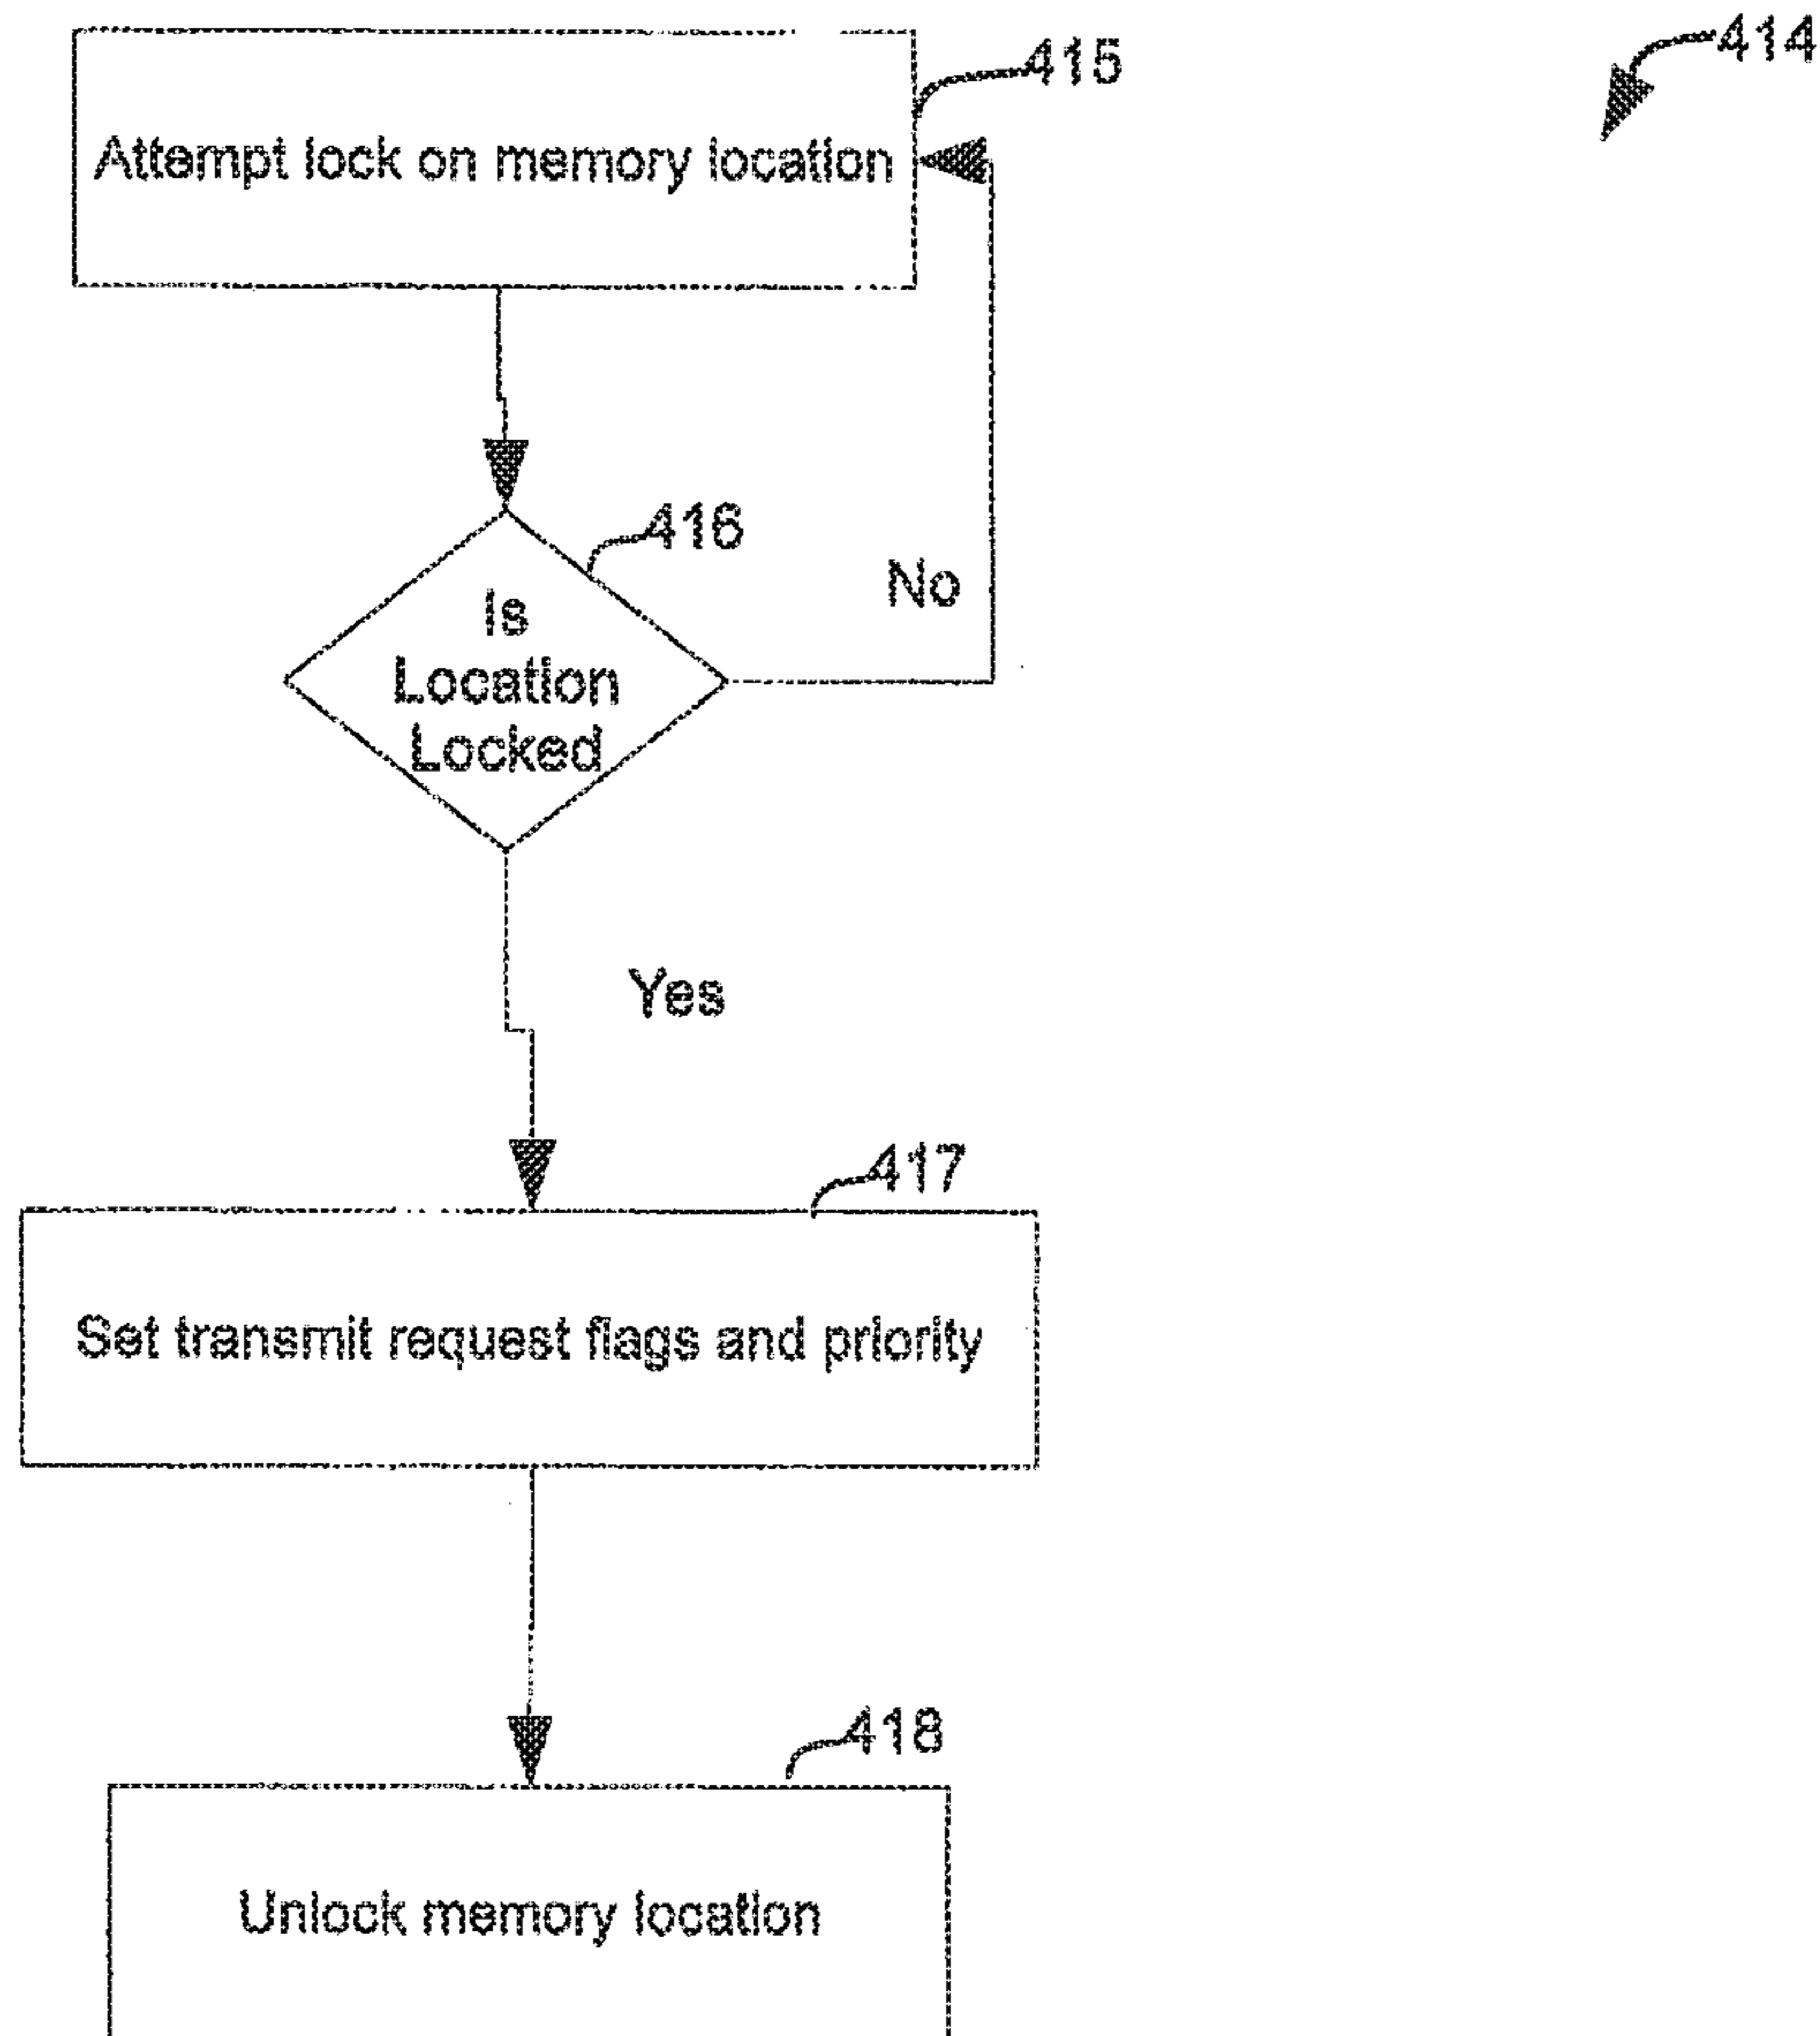 414
415
Attempt lock on memory location
416
Is
Location
Locked
No
Yes
417
Set transmit request flags and priority
418
Unlock memory location